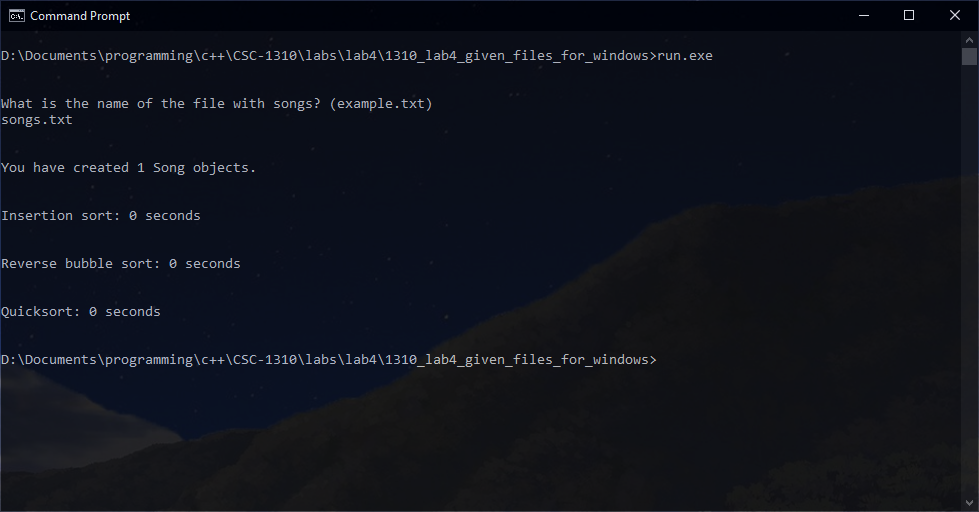 Command Prompt
D:\Documents\programming\c++\CSC-1310\labs\lab4\1310_lab4_given_files_for_windows>run.exe
What is the name of the file with songs? (example.txt)
songs.txt
You have created 1 Song objects.
Insertion sort: 0 seconds
Reverse bubble sort: 0 seconds
Quicksort: 0 seconds
D:\Documents\programming\c++\CSC-1310\labs\lab4\1310_lab4_given_files_for_windows>